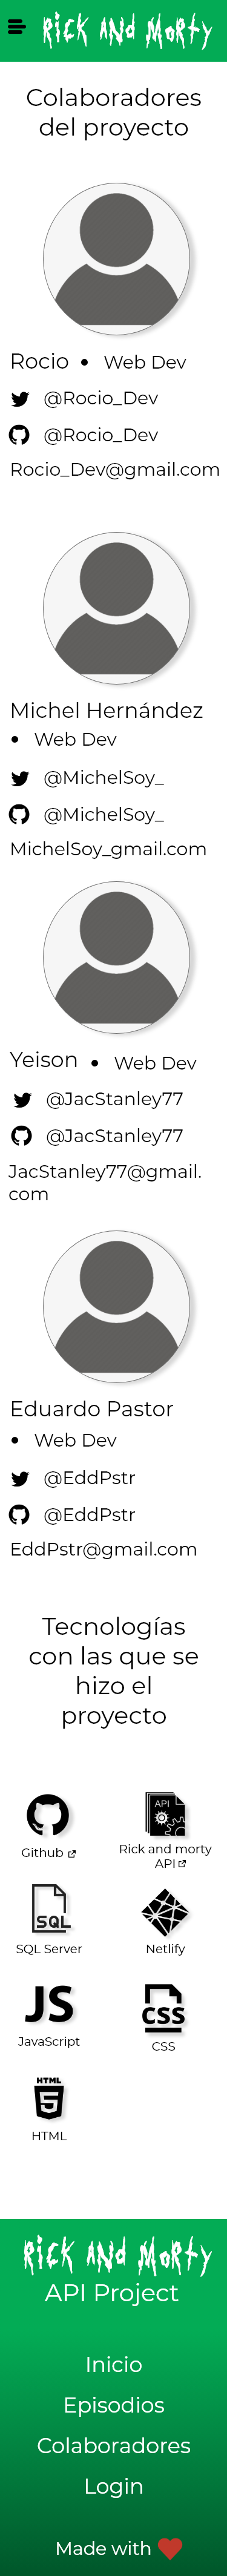 Rick and Morty
Colaboradores
del proyecto
Rocio • Web Dev
@Rocio_Dev
@Rocio_Dev
Rocio_Dev@gmail.com
Michel Hernández
• Web Dev
@MichelSoy_
@MichelSoy_
MichelSoy_gmail.com
Yeison • Web Dev
@JacStanley77
@JacStanley77
JacStanley77@gmail.
com
Eduardo Pastor
• Web Dev
@EddPstr
@EddPstr
EddPstr@gmail.com
Tecnologías
con las que se
hizo el
proyecto
API
Github
Rick and morty
API
SQL
SQL Server
Netlify
JS
CSS
JavaScript
CSS
HTML
5
HTML
Rick and Morty
API Project
Inicio
Episodios
Colaboradores
Login
Made with